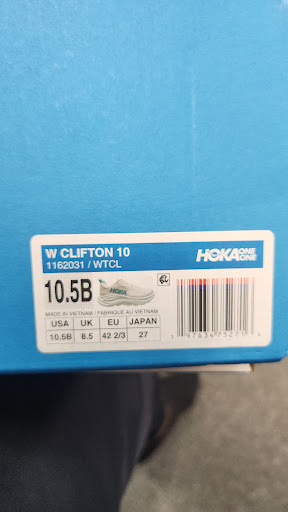 W CLIFTON 10
1162031 / WTCL
HOKA ONE ONE
10.5B
HOKA
MADE IN VIETNAM / FABRIQUÉ AU VIETNAM
USA UK EU JAPAN
10.5B 8.5 42 2/3 27